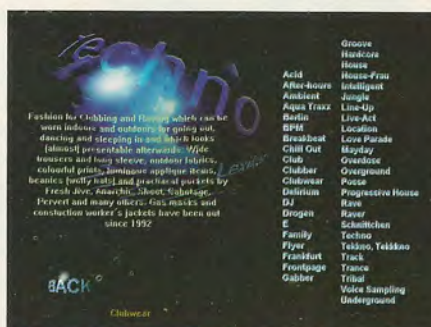 Techno
Lexicon
Fashion for Clubbing and Raving which can be
worn indoors and outdoors for going out,
dancing and sleeping in and which looks
(almost) presentable afterwards: Wide
trousers and long sleeve, outdoor fabrics,
colourful prints, luminous applique items,
beanies (woolly hats) and practical pockets by
Fresh Jive, Anarchic, Shoot, Sabotage,
Pervert and many others. Gas masks and
constuction worker's jackets have been out
since 1992
BACK
Clubwear
Acid
After-hours
Ambient
Aqua Traxx
Berlin
BPM
Breakbeat
Chill Out
Club
Clubber
Clubwear
Delirium
DJ
Drogen
E
Family
Flyer
Frankfurt
Frontpage
Gabber
Groove
Hardcore
House
House-Frau
Intelligent
Jungle
Line-Up
Live-Act
Location
Love Parade
Mayday
Overdose
Overground
Posse
Progressive House
Rave
Raver
Schnittchen
Techno
Tekkno, Tekkkno
Track
Trance
Tribal
Voice Sampling
Underground